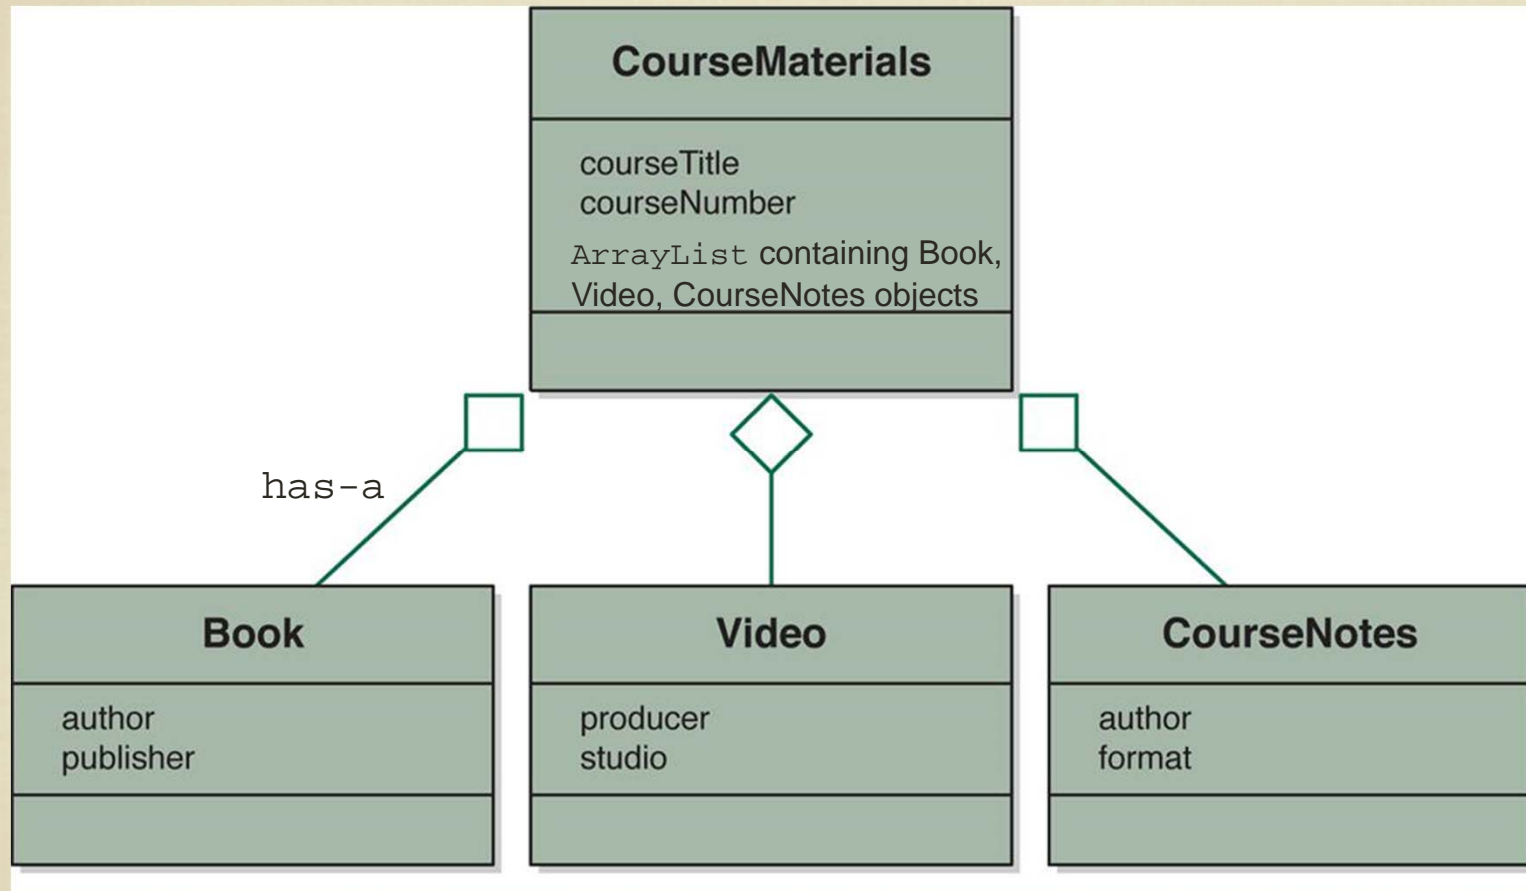 CourseMaterials
courseTitle
courseNumber
ArrayList containing Book,
Video, CourseNotes objects
has-a
Book
author
publisher
Video
producer
studio
CourseNotes
author
format